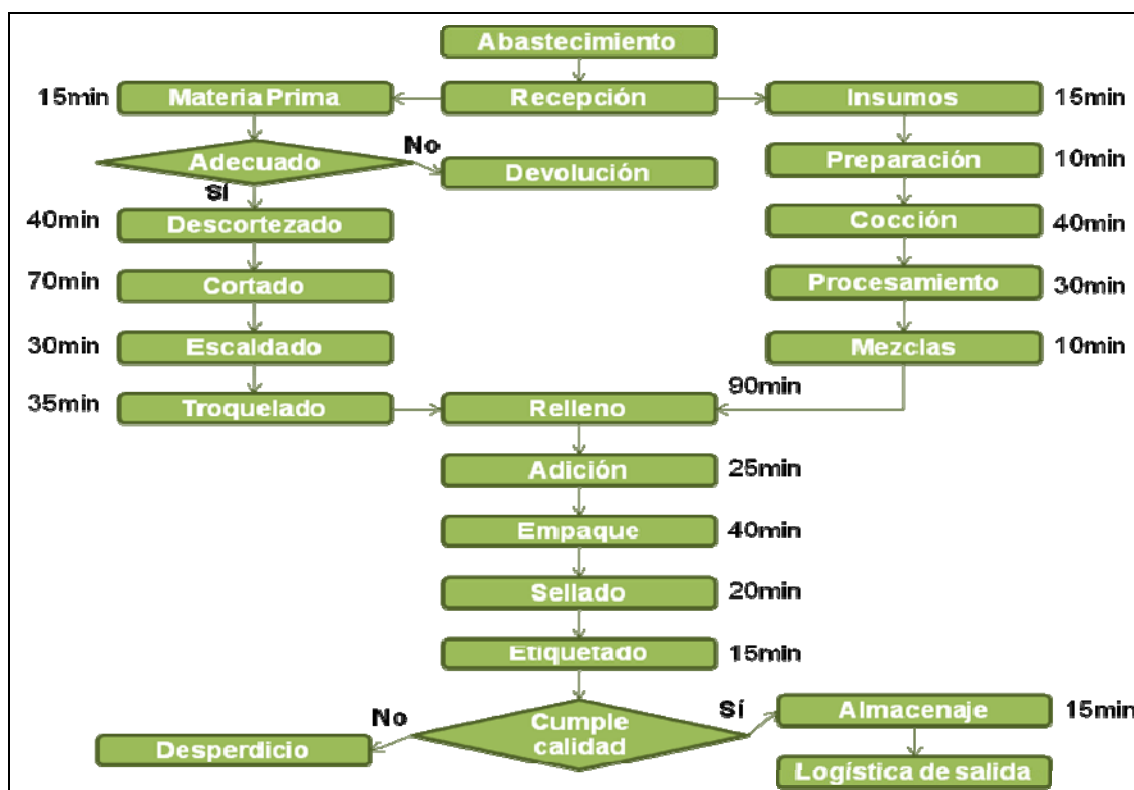 Abastecimiento
15min Materia Prima Recepción Insumos 15min
Adecuado No Devolución Preparación 10min
Sí
40min Descortezado Cocción 40min
70min Cortado Procesamiento 30min
30min Escaldado Mezclas 10min
90min
35min Troquelado Relleno
Adición 25min
Empaque 40min
Sellado 20min
Etiquetado 15min
No Sí Almacenaje 15min
Cumple
calidad
Desperdicio
Logística de salida